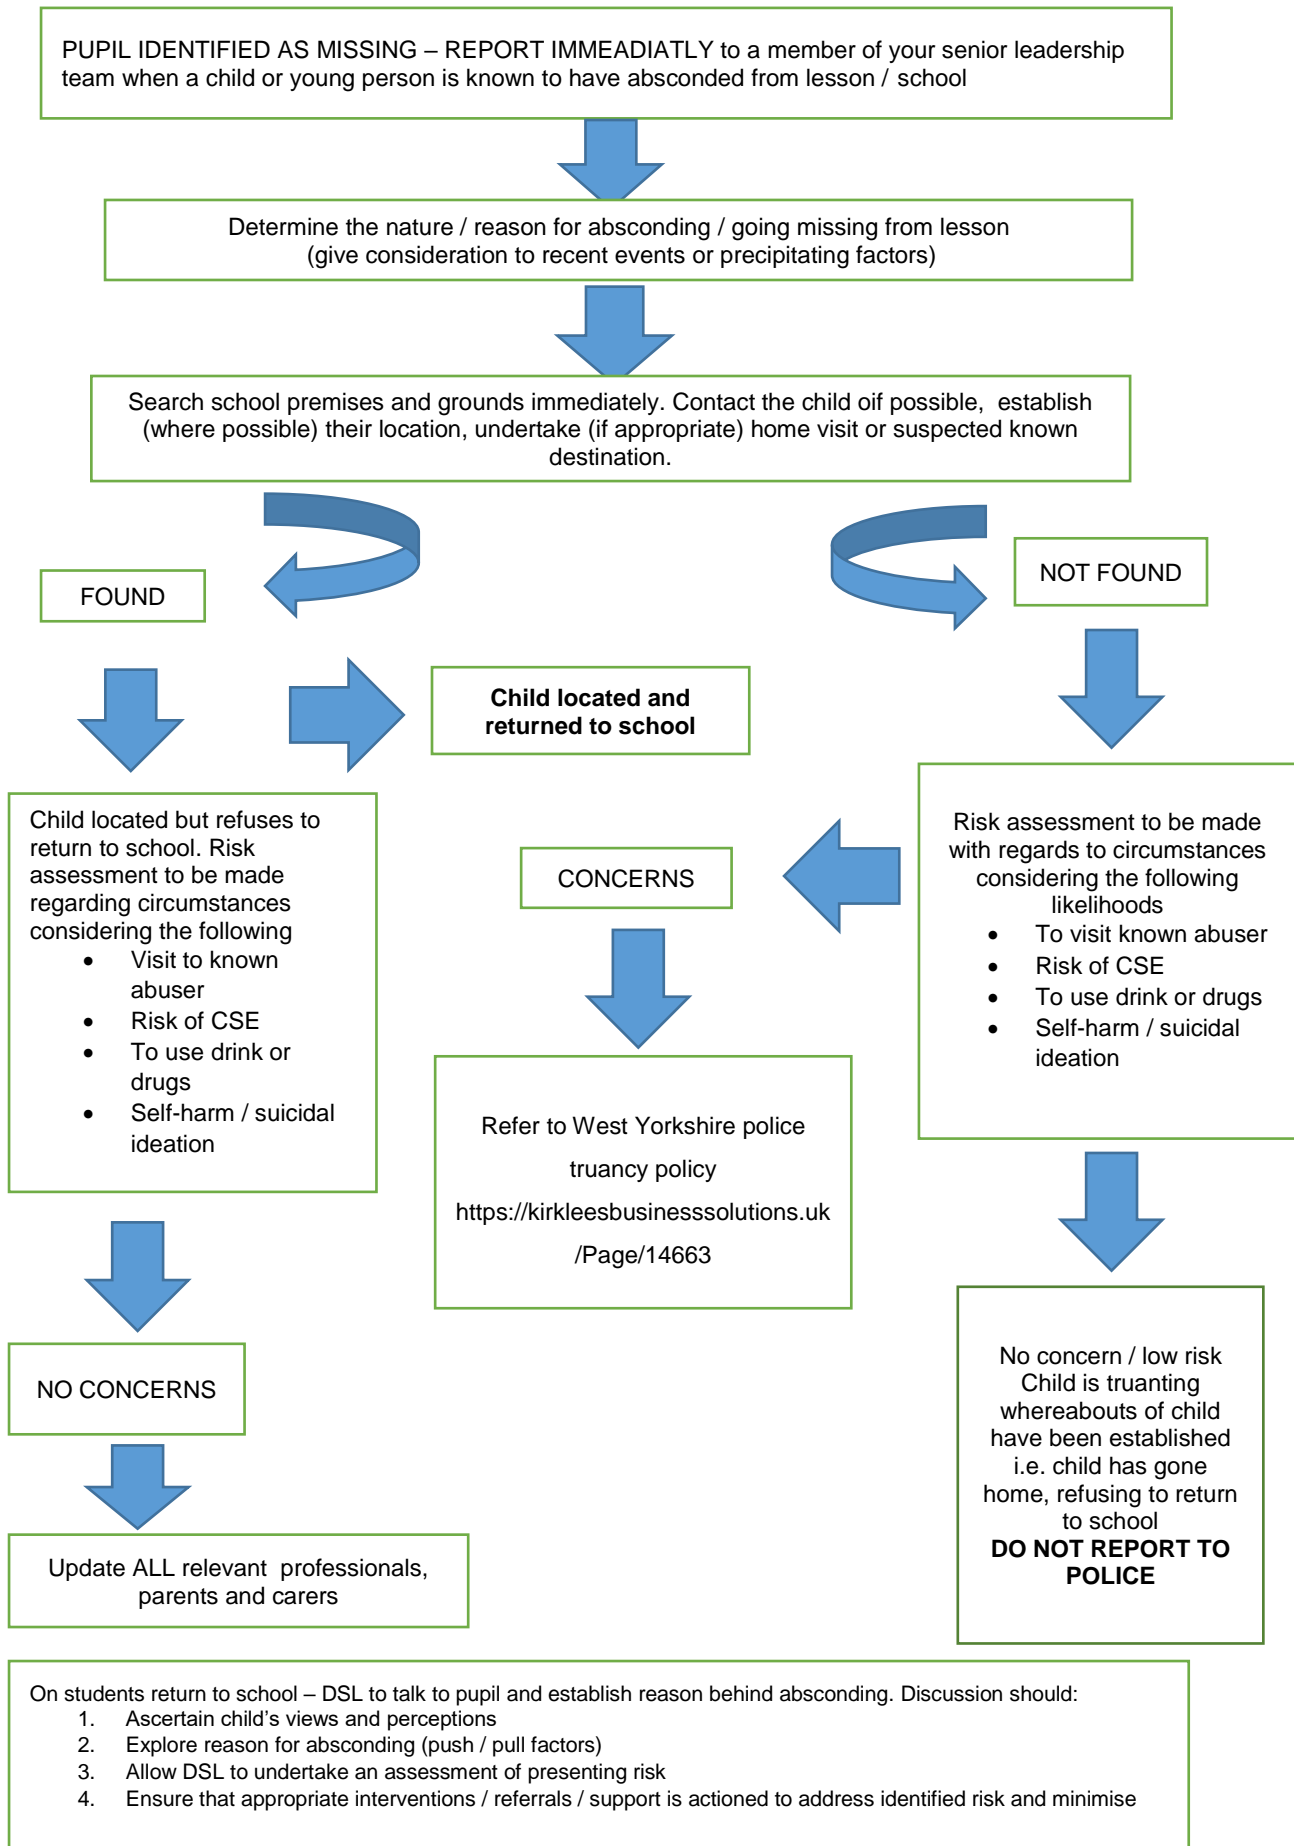 PUPIL IDENTIFIED AS MISSING – REPORT IMMEADIATLY to a member of your senior leadership
team when a child or young person is known to have absconded from lesson / school
Determine the nature / reason for absconding / going missing from lesson
(give consideration to recent events or precipitating factors)
Search school premises and grounds immediately. Contact the child oif possible, establish
(where possible) their location, undertake (if appropriate) home visit or suspected known
destination.
FOUND
NOT FOUND
Child located and
returned to school
Child located but refuses to
return to school. Risk
assessment to be made
regarding circumstances
considering the following
• Visit to known
abuser
• Risk of CSE
• To use drink or
drugs
• Self-harm / suicidal
ideation
CONCERNS
Risk assessment to be made
with regards to circumstances
considering the following
likelihoods
• To visit known abuser
• Risk of CSE
• To use drink or drugs
• Self-harm / suicidal
ideation
Refer to West Yorkshire police
truancy policy
https://kirkleesbusinesssolutions.uk
/Page/14663
NO CONCERNS
No concern / low risk
Child is truanting
whereabouts of child
have been established
i.e. child has gone
home, refusing to return
to school
DO NOT REPORT TO
POLICE
Update ALL relevant professionals,
parents and carers
On students return to school – DSL to talk to pupil and establish reason behind absconding. Discussion should:
1. Ascertain child’s views and perceptions
2. Explore reason for absconding (push / pull factors)
3. Allow DSL to undertake an assessment of presenting risk
4. Ensure that appropriate interventions / referrals / support is actioned to address identified risk and minimise